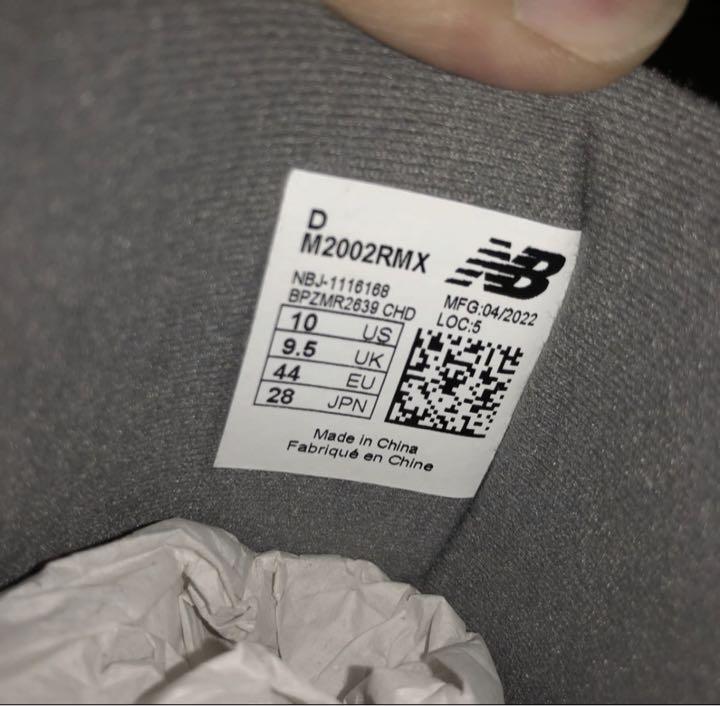 D
M2002RMX
NB
NBJ-1116168
BPZMR2639 CHD
MFG:04/2022
LOC:5
10 US
9.5 UK
44 EU
28 JPN
Made in China
Fabriqué en Chine